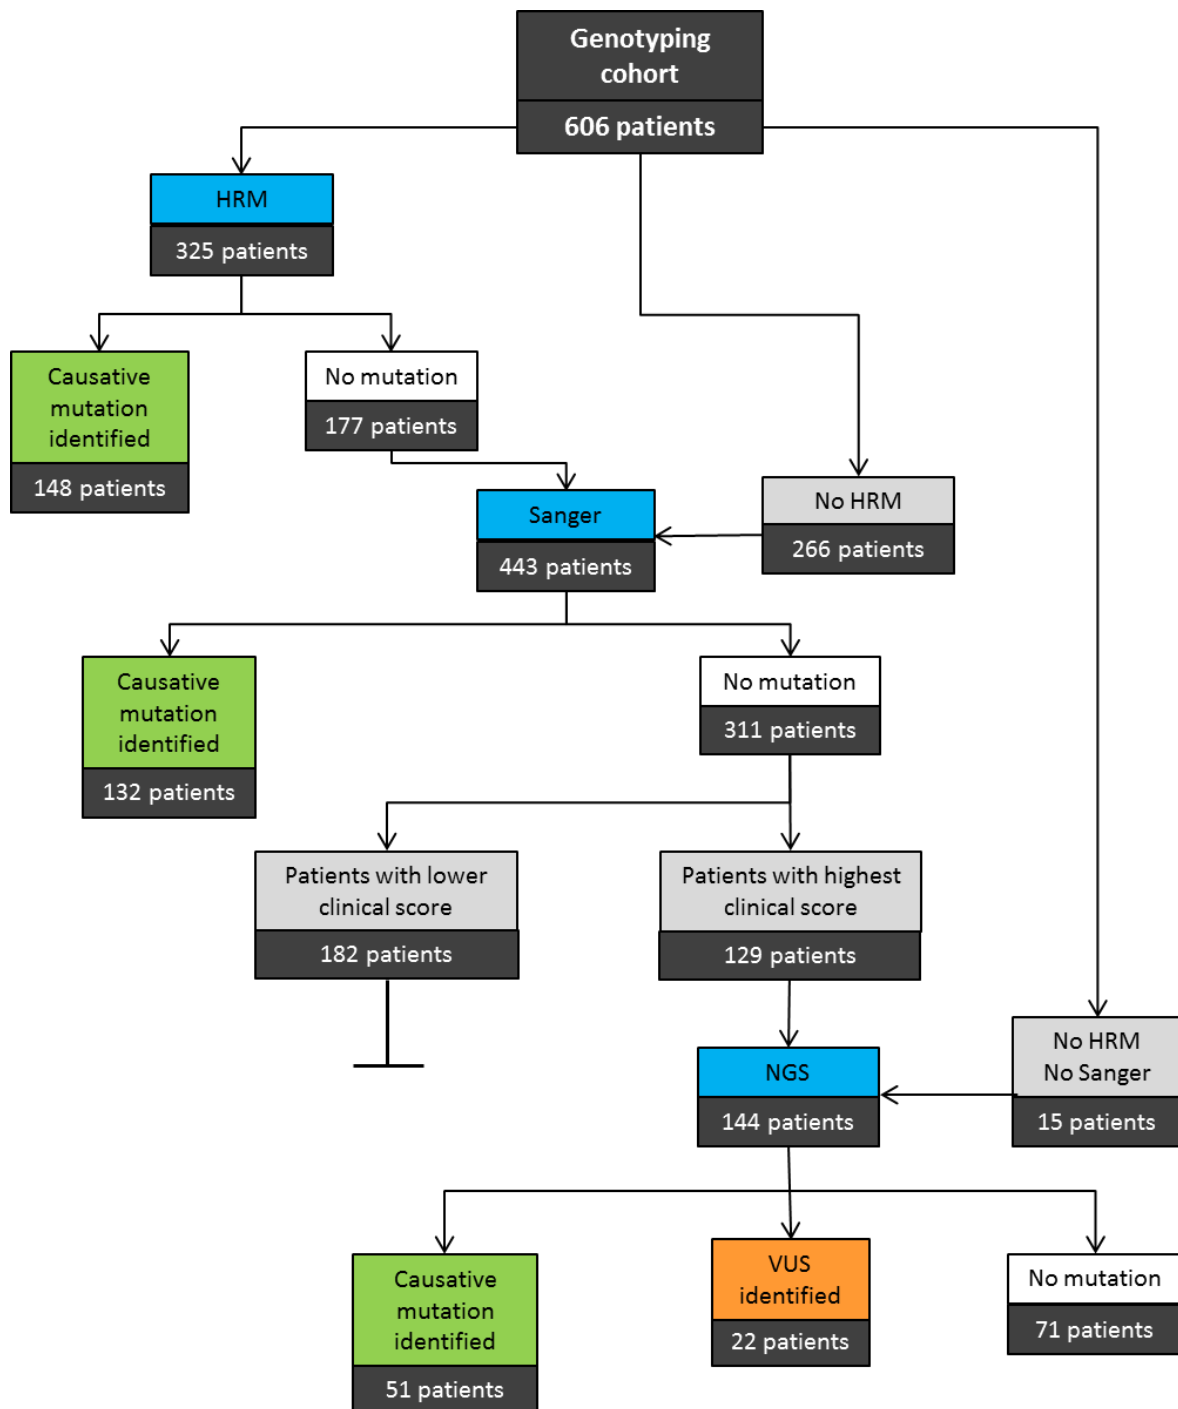 Genotyping
cohort
606 patients
HRM
325 patients
Causative
mutation
identified
148 patients
No mutation
177 patients
No HRM
266 patients
Sanger
443 patients
Causative
mutation
identified
132 patients
No mutation
311 patients
Patients with lower
clinical score
182 patients
Patients with highest
clinical score
129 patients
No HRM
No Sanger
15 patients
NGS
144 patients
Causative
mutation
identified
51 patients
VUS
identified
22 patients
No mutation
71 patients